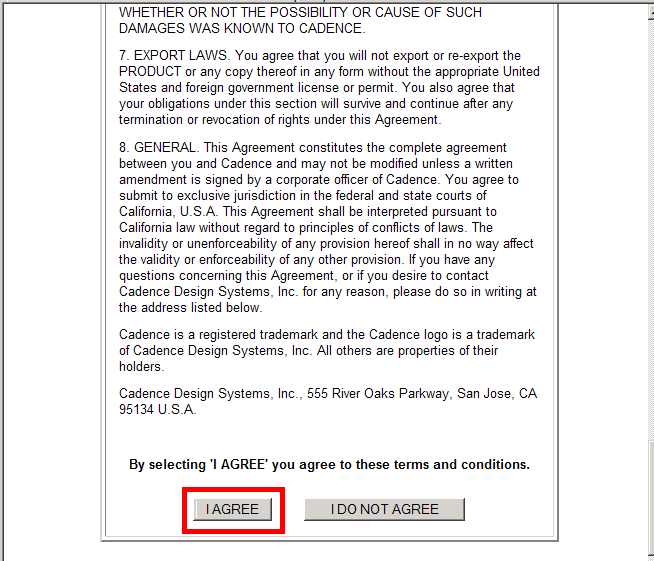 WHETHER OR NOT THE POSSIBILITY OR CAUSE OF SUCH
DAMAGES WAS KNOWN TO CADENCE.
7. EXPORT LAWS. You agree that you will not export or re-export the
PRODUCT or any copy thereof in any form without the appropriate United
States and foreign government license or permit. You also agree that
your obligations under this section will survive and continue after any
termination or revocation of rights under this Agreement.
8. GENERAL. This Agreement constitutes the complete agreement
between you and Cadence and may not be modified unless a written
amendment is signed by a corporate officer of Cadence. You agree to
submit to exclusive jurisdiction in the federal and state courts of
California, U.S.A. This Agreement shall be interpreted pursuant to
California law without regard to principles of conflicts of laws. The
invalidity or unenforceability of any provision hereof shall in no way affect
the validity or enforceability of any other provision. If you have any
questions concerning this Agreement, or if you desire to contact
Cadence Design Systems, Inc. for any reason, please do so in writing at
the address listed below.
Cadence is a registered trademark and the Cadence logo is a trademark
of Cadence Design Systems, Inc. All others are properties of their
holders.
Cadence Design Systems, Inc., 555 River Oaks Parkway, San Jose, CA
95134 U.S.A.
By selecting 'I AGREE' you agree to these terms and conditions.
I AGREE
I DO NOT AGREE